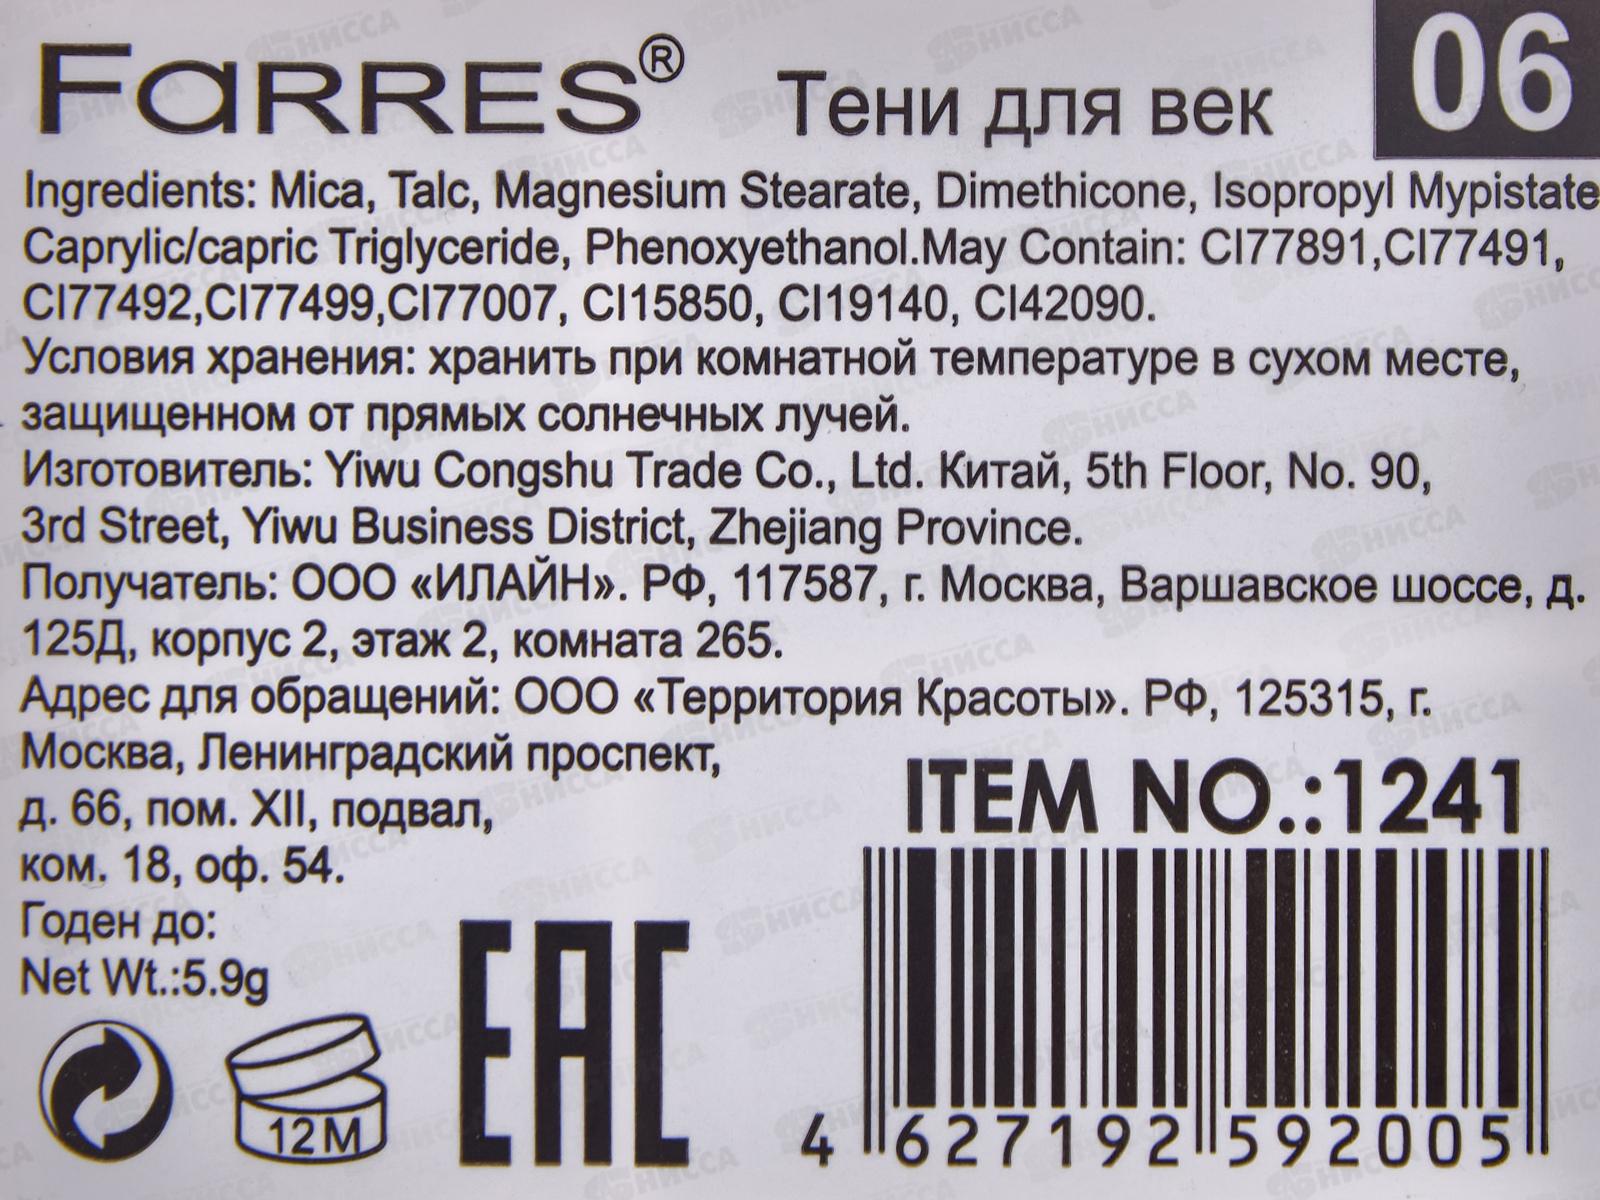 FARRES® Тени для век 06
Ingredients: Mica, Talc, Magnesium Stearate, Dimethicone, Isopropyl Mypistate
Caprylic/capric Triglyceride, Phenoxyethanol.May Contain: CI77891,CI77491,
CI77492,CI77499,CI77007, CI15850, CI19140, CI42090.
Условия хранения: хранить при комнатной температуре в сухом месте,
защищенном от прямых солнечных лучей.
Изготовитель: Yiwu Congshu Trade Co., Ltd. Китай, 5th Floor, No. 90,
3rd Street, Yiwu Business District, Zhejiang Province.
Получатель: ООО «ИЛАЙН». РФ, 117587, г. Москва, Варшавское шоссе, д.
125Д, корпус 2, этаж 2, комната 265.
Адрес для обращений: ООО «Территория Красоты». РФ, 125315, г.
Москва, Ленинградский проспект,
д. 66, пом. XII, подвал,
ком. 18, оф. 54.
Годен до:
Net Wt.:5.9g
ITEM NO.:1241
12M
EAC
4 627192 592005